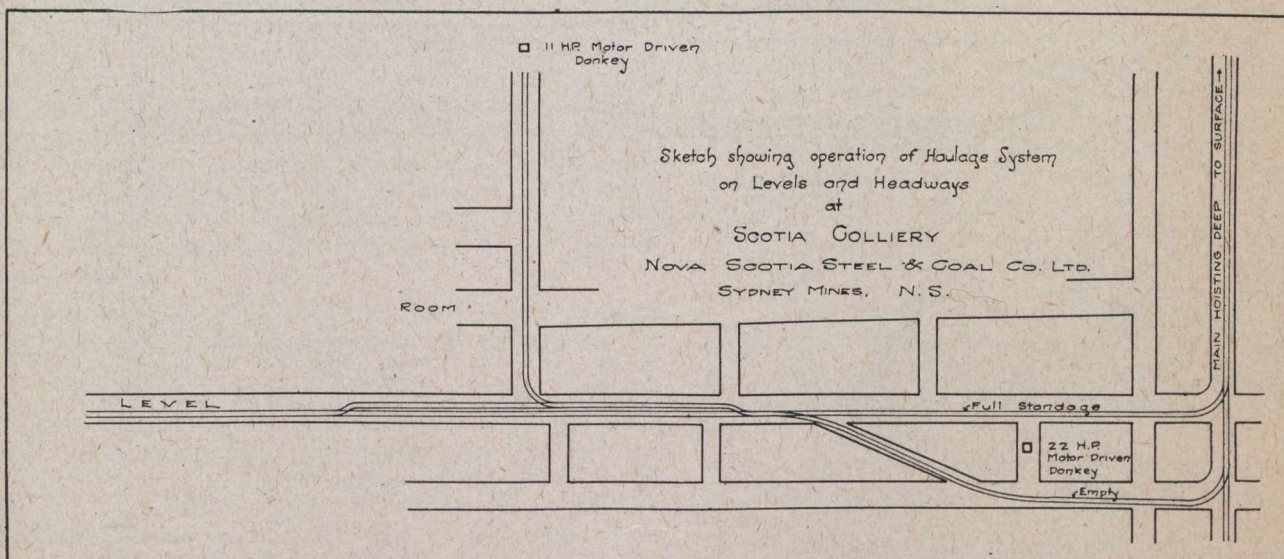 11 H.P. Motor Driven
Donkey
Sketch showing operation of Haulage System
on Levels and Headways
at
SCOTIA COLLIERY
NOVA SCOTIA STEEL & COAL CO. LTD.
SYDNEY MINES, N.S.
MAIN HOISTING DEEP TO SURFACE
ROOM
LEVEL
Full Standage
22 H.P.
Motor Driven
Donkey
Empty